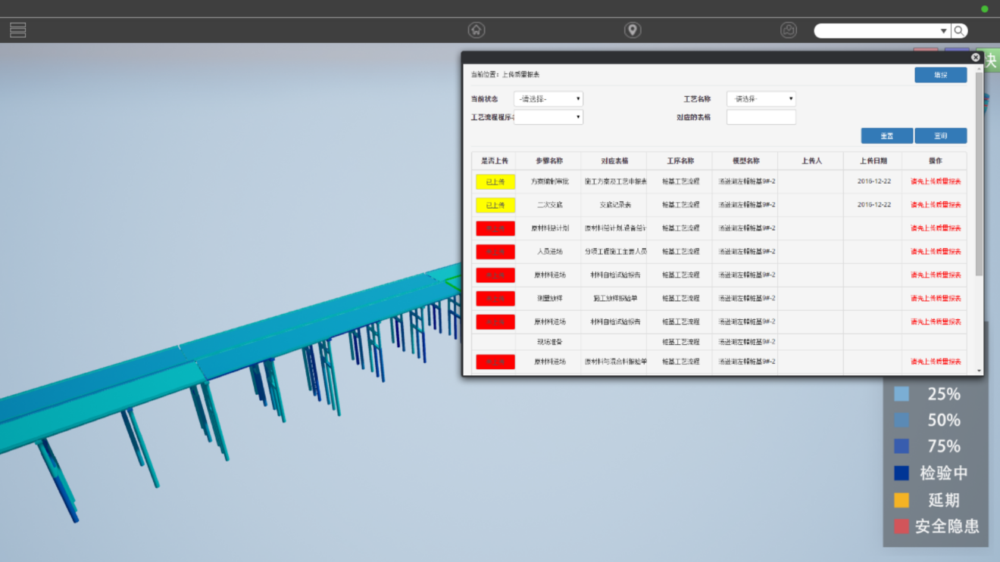 块
当前位置：上传质量报表
填报
当前状态 -请选择- 工艺名称 -请选择-
工艺流程程序名 对应的表格
重置 查询
是否上传 步骤名称 对应表格 工序名称 模型名称 上传人 上传日期 操作
已上传 方案编制审批 施工方案及工艺申报表 桩基工艺流程 汤逊湖左幅桩基9#-2 2016-12-22 请先上传质量报表
已上传 二次交底 交底记录表 桩基工艺流程 汤逊湖左幅桩基9#-2 2016-12-22 请先上传质量报表
未上传 原材料总计划 原材料总计划,设备总计 桩基工艺流程 汤逊湖左幅桩基9#-2 请先上传质量报表
未上传 人员进场 分项工程施工主要人员 桩基工艺流程 汤逊湖左幅桩基9#-2 请先上传质量报表
未上传 原材料进场 材料自检试验报告 桩基工艺流程 汤逊湖左幅桩基9#-2 请先上传质量报表
未上传 测量放样 施工放样报验单 桩基工艺流程 汤逊湖左幅桩基9#-2 请先上传质量报表
未上传 原材料进场 材料自检试验报告 桩基工艺流程 汤逊湖左幅桩基9#-2 请先上传质量报表
现场准备 桩基工艺流程 汤逊湖左幅桩基9#-2
未上传 原材料进场 原材料与混合料报验单 桩基工艺流程 汤逊湖左幅桩基9#-2 请先上传质量报表
25%
50%
75%
检验中
延期
安全隐患